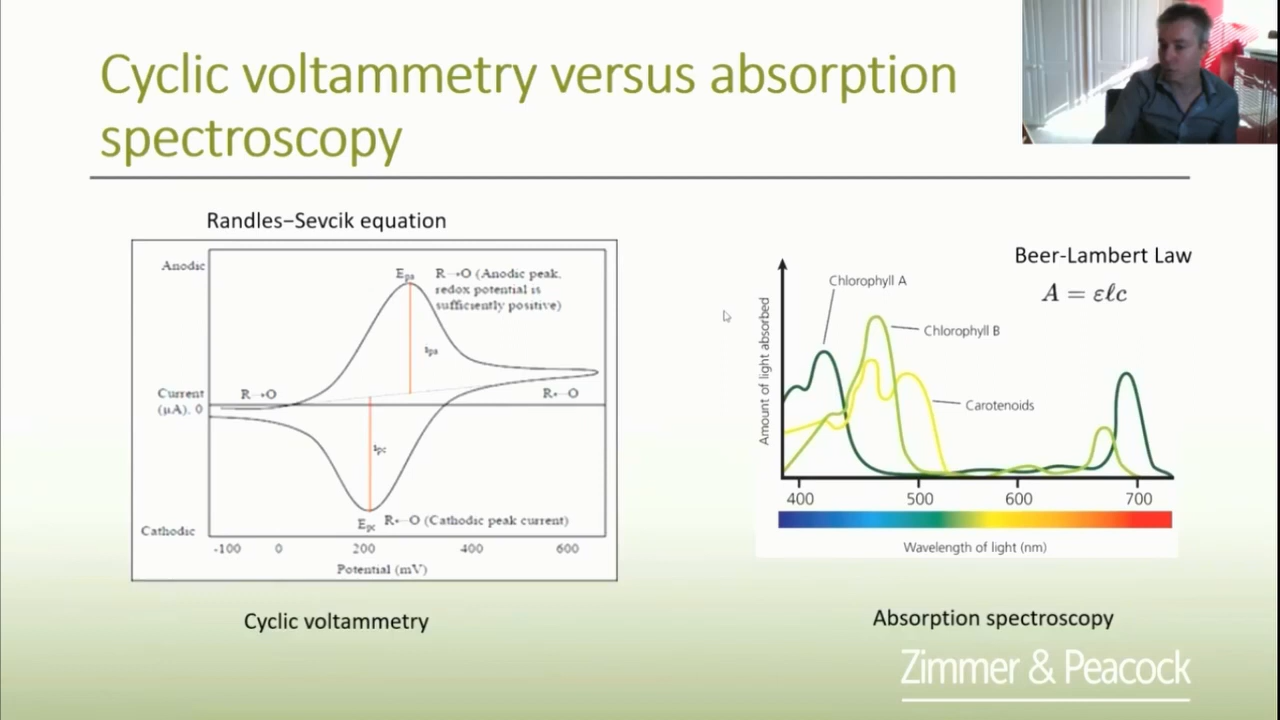 Cyclic voltammetry versus absorption
spectroscopy
Randles–Sevcik equation
Anodic
Epa
R→O (Anodic peak,
redox potential is
sufficiently positive)
ipa
Current
(μA), 0
R→O
R←O
ipc
Epc
R←O (Cathodic peak current)
Cathodic
-100 0 200 400 600
Potential (mV)
Cyclic voltammetry
Beer-Lambert Law
A = εℓc
Chlorophyll A
Chlorophyll B
Carotenoids
Amount of light absorbed
400 500 600 700
Wavelength of light (nm)
Absorption spectroscopy
Zimmer & Peacock